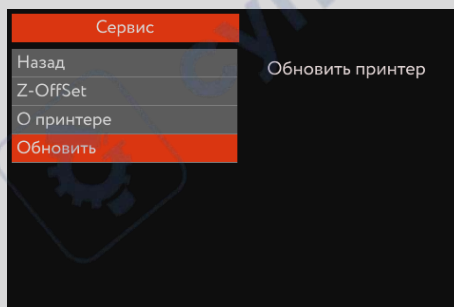 Сервис
Назад
Обновить принтер
Z-OffSet
О принтере
Обновить